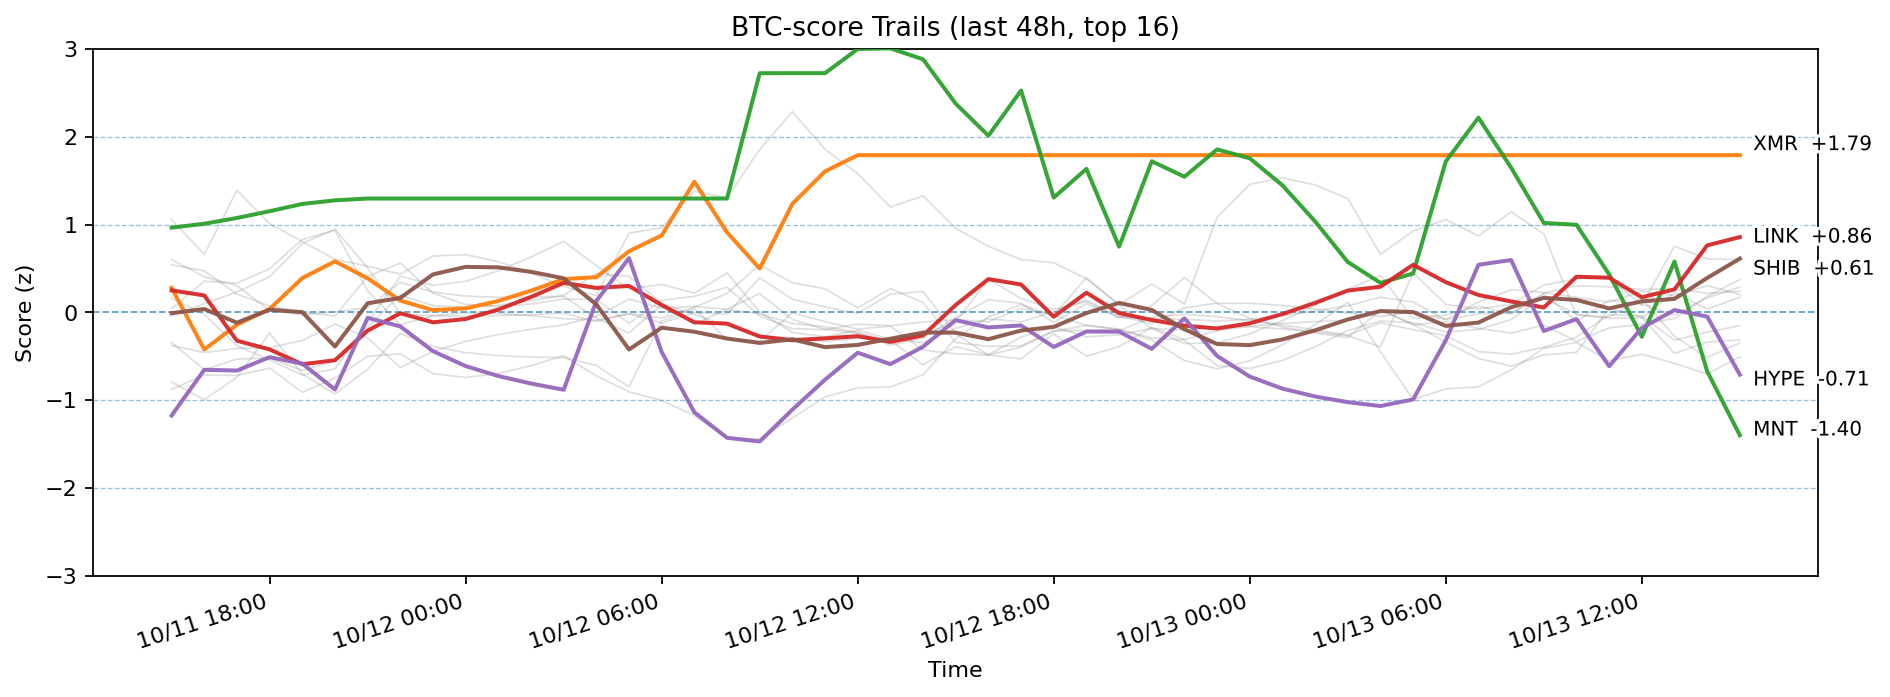 BTC-score Trails (last 48h, top 16)
Score (z)
3
2
1
0
−1
−2
−3
XMR +1.79
LINK +0.86
SHIB +0.61
HYPE -0.71
MNT -1.40
10/11 18:00
10/12 00:00
10/12 06:00
10/12 12:00
10/12 18:00
10/13 00:00
10/13 06:00
10/13 12:00
Time